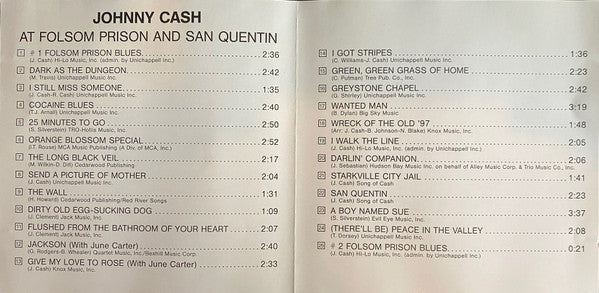 JOHNNY CASH
AT FOLSOM PRISON AND SAN QUENTIN
1 # 1 FOLSOM PRISON BLUES 2:36
(J. Cash) Hi-Lo Music, Inc. (admin. by Unichappell Inc.)
2 DARK AS THE DUNGEON 2:42
(M. Travis) Unichappell Music Inc.
3 I STILL MISS SOMEONE 1:35
(J. Cash-R. Cash) Unichappell Music Inc.
4 COCAINE BLUES 2:40
(T.J. Arnall) Unichappell Music Inc.
5 25 MINUTES TO GO 2:50
(S. Silverstein) TRO-Hollis Music, Inc.
6 ORANGE BLOSSOM SPECIAL 2:52
(E.T. Rouse) MCA Music Publishing (A Div. of MCA, Inc.)
7 THE LONG BLACK VEIL 2:17
(M. Wilkin-D. Dill) Cedarwood Publishing
8 SEND A PICTURE OF MOTHER 2:04
(J. Cash) Unichappell Music Inc.
9 THE WALL 1:31
(H. Howard) Cedarwood Publishing/Red River Songs
10 DIRTY OLD EGG-SUCKING DOG 1:09
(J. Clement) Jack Music, Inc.
11 FLUSHED FROM THE BATHROOM OF YOUR HEART 2:07
(J. Clement) Jack Music, Inc.
12 JACKSON (With June Carter) 2:40
(G. Rodgers-B. Wheeler) Quartet Music, Inc./Bexhill Music Corp.
13 GIVE MY LOVE TO ROSE (With June Carter) 2:33
(J. Cash) Knox Music, Inc.
14 I GOT STRIPES 1:36
(C. Williams-J. Cash) Unichappell Music Inc.
15 GREEN, GREEN GRASS OF HOME 2:23
(C. Putman) Tree Pub. Co., Inc.
16 GREYSTONE CHAPEL 2:42
(G. Shirley) Unichappell Music Inc.
17 WANTED MAN 3:19
(B. Dylan) Big Sky Music
18 WRECK OF THE OLD '97 1:48
(Arr: J. Cash-B. Johnson-N. Blake) Knox Music, Inc.
19 I WALK THE LINE 2:05
(J. Cash) Hi-Lo Music, Inc. (admin. by Unichappell Inc.)
20 DARLIN' COMPANION 2:06
(J. Sebastian) Hudson Bay Music Inc. on behalf of Alley Music Corp. & Trio Music Co., Inc.
21 STARKVILLE CITY JAIL 1:41
(J. Cash) Song of Cash
22 SAN QUENTIN 2:23
(J. Cash) Song of Cash
23 A BOY NAMED SUE 3:37
(S. Silverstein) Evil Eye Music, Inc.
24 (THERE'LL BE) PEACE IN THE VALLEY 2:08
(T. Dorsey) Unichappell Music Inc.
25 # 2 FOLSOM PRISON BLUES 0:21
(J. Cash) Hi-Lo Music, Inc. (admin. by Unichappell Inc.)